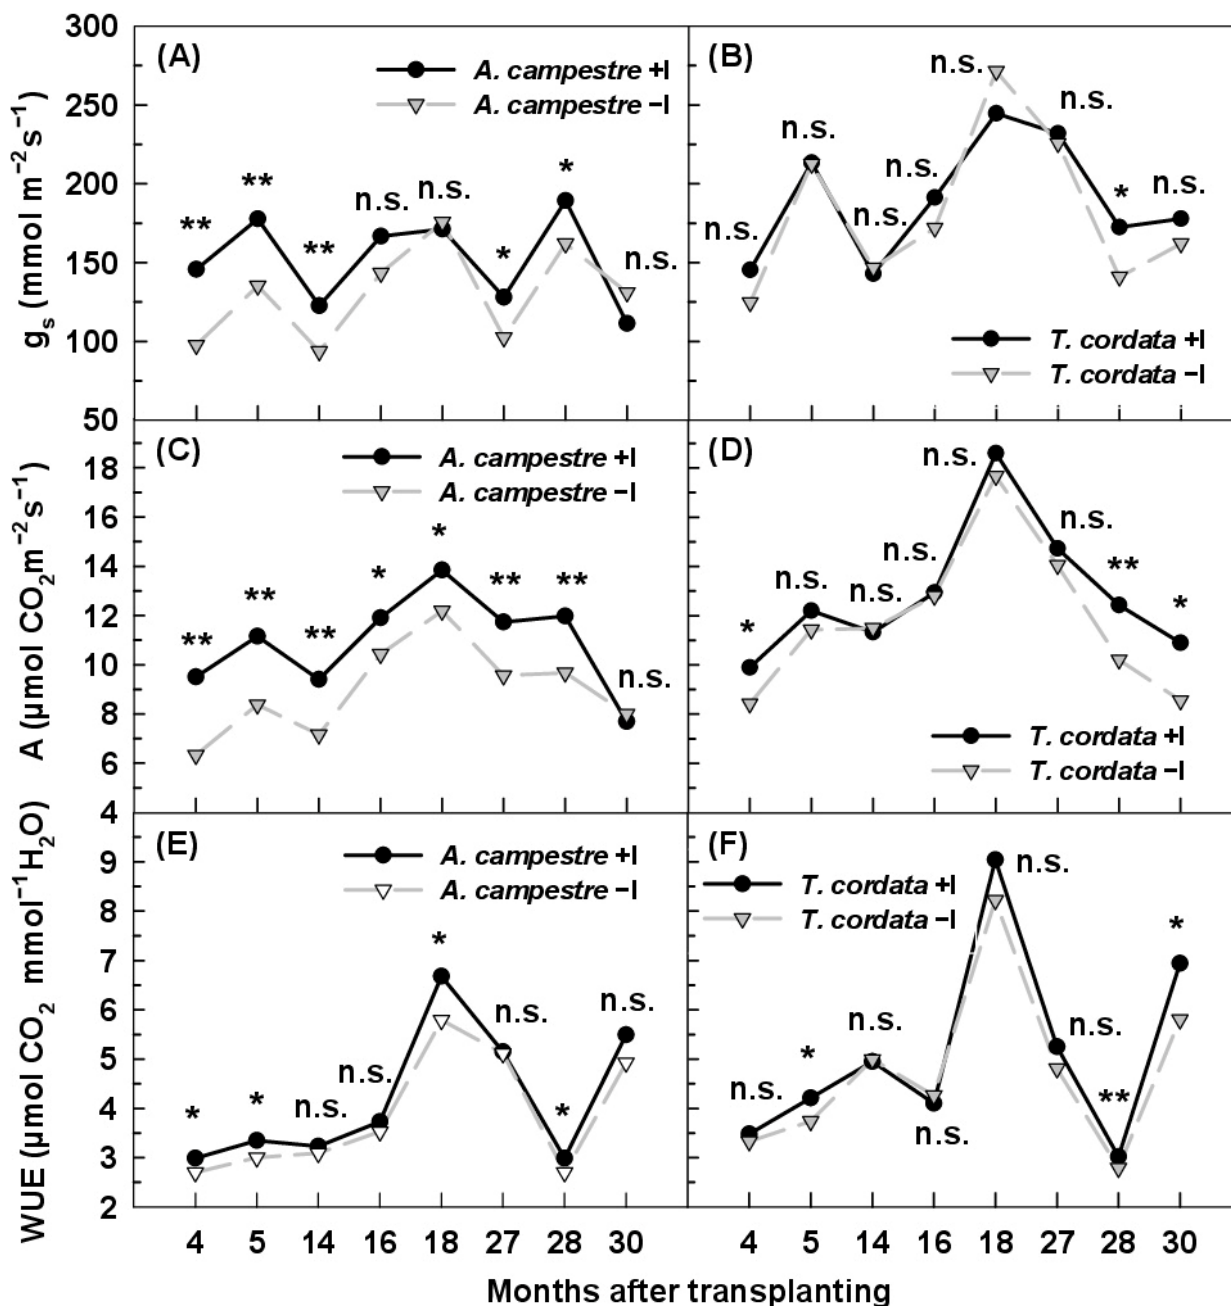 (A)
A. campestre +I
A. campestre −I
** ** ** n.s. n.s. * * n.s.
300
250
200
150
100
50
gₛ (mmol m⁻²s⁻¹)
(B)
n.s. n.s. n.s. n.s. n.s. n.s. * n.s.
T. cordata +I
T. cordata −I
(C)
A. campestre +I
A. campestre −I
** ** ** * * ** ** n.s.
18
16
14
12
10
8
6
4
A (µmol CO₂m⁻²s⁻¹)
(D)
* n.s. n.s. n.s. n.s. n.s. ** *
T. cordata +I
T. cordata −I
(E)
A. campestre +I
A. campestre −I
* * n.s. n.s. * n.s. * n.s.
9
8
7
6
5
4
3
2
WUE (µmol CO₂ mmol⁻¹H₂O)
(F)
T. cordata +I
T. cordata −I
n.s. * n.s. n.s. n.s. n.s. ** *
4 5 14 16 18 27 28 30
4 5 14 16 18 27 28 30
Months after transplanting